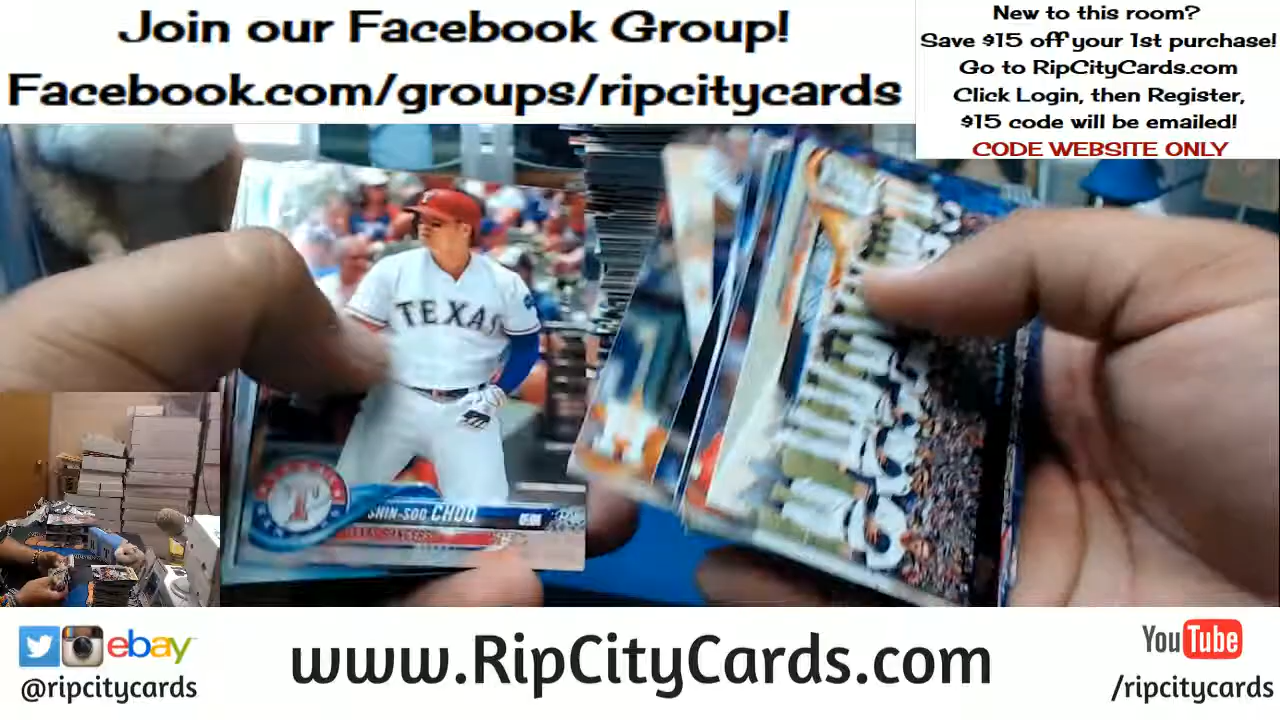 Join our Facebook Group!
Facebook.com/groups/ripcitycards
New to this room?
Save $15 off your 1st purchase!
Go to RipCityCards.com
Click Login, then Register,
$15 code will be emailed!
CODE WEBSITE ONLY
TEXAS
T
SHIN-SOO CHOO
TEXAS RANGERS
ebay
@ripcitycards
www.RipCityCards.com
YouTube
/ripcitycards